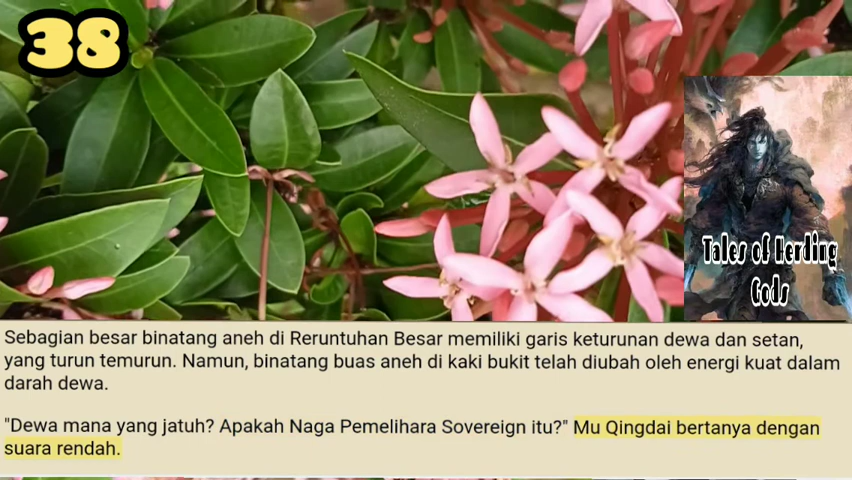 38
Tales of Herding
Gods
Sebagian besar binatang aneh di Reruntuhan Besar memiliki garis keturunan dewa dan setan,
yang turun temurun. Namun, binatang buas aneh di kaki bukit telah diubah oleh energi kuat dalam
darah dewa.
"Dewa mana yang jatuh? Apakah Naga Pemelihara Sovereign itu?" Mu Qingdai bertanya dengan
suara rendah.